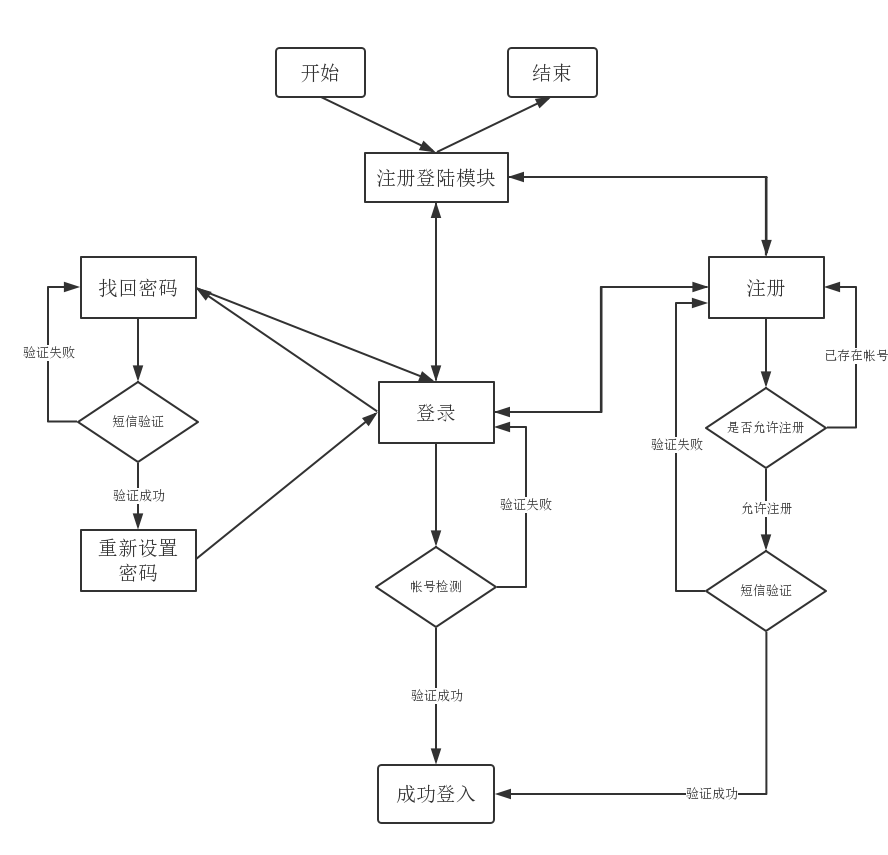 开始
结束
注册登陆模块
找回密码
注册
验证失败
已存在帐号
登录
短信验证
是否允许注册
验证失败
验证成功
验证失败
允许注册
重新设置
密码
帐号检测
短信验证
验证成功
成功登入
验证成功